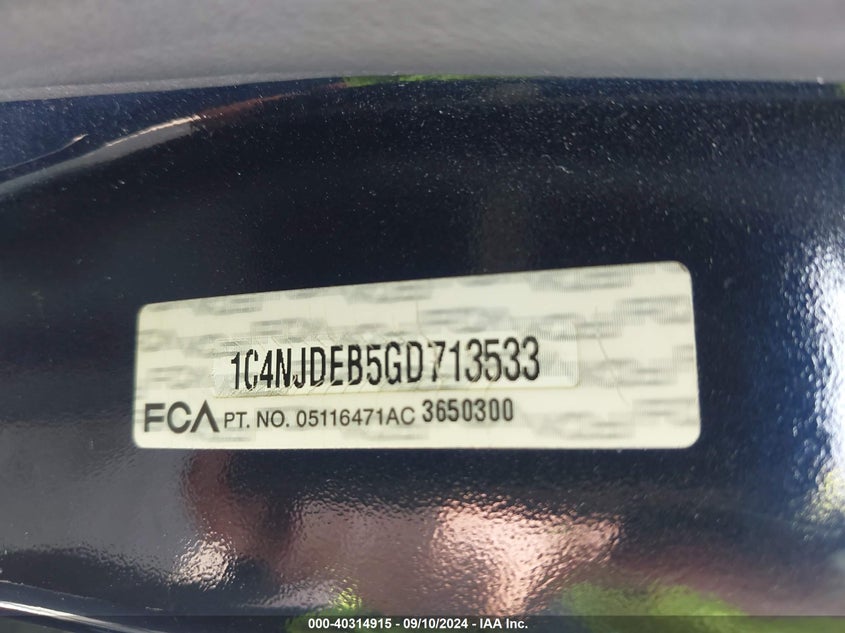 1C4NJDEB5GD713533
FCA PT. NO. 05116471AC 3650300
000-40314915 - 09/10/2024 - IAA Inc.